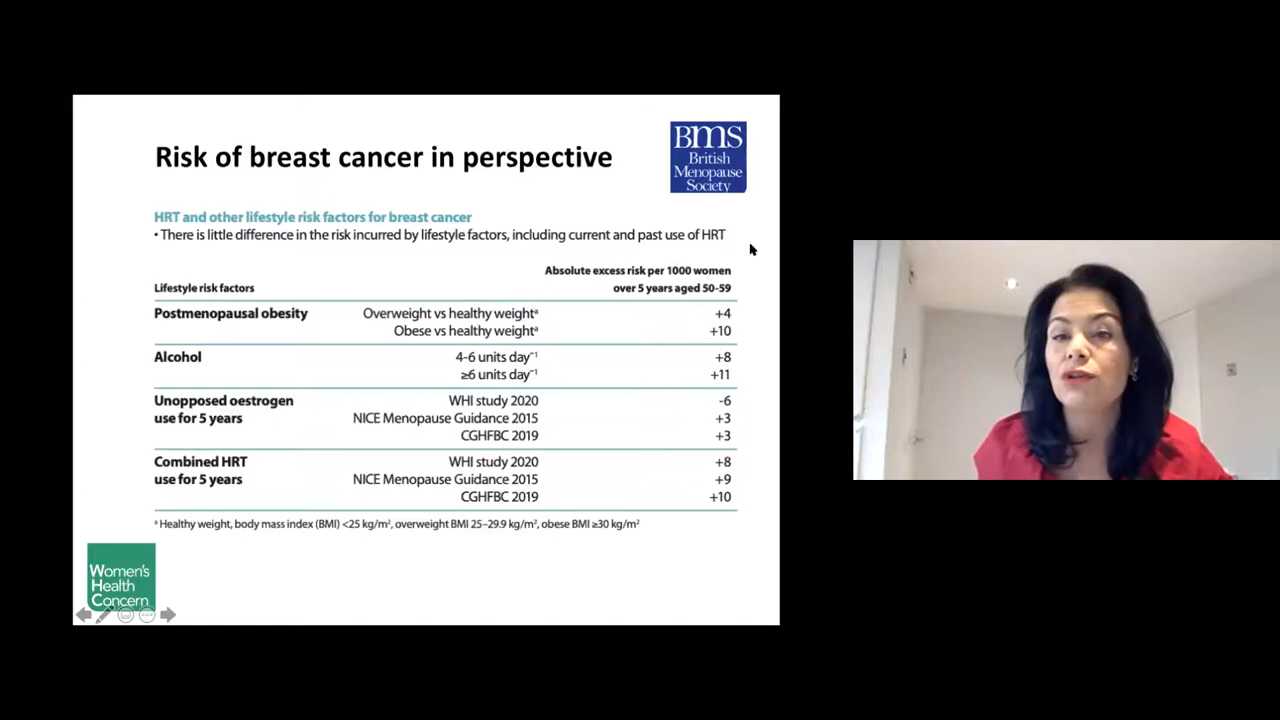 Risk of breast cancer in perspective
BMS
British
Menopause
Society
HRT and other lifestyle risk factors for breast cancer
• There is little difference in the risk incurred by lifestyle factors, including current and past use of HRT
Absolute excess risk per 1000 women
Lifestyle risk factors over 5 years aged 50-59
Postmenopausal obesity Overweight vs healthy weightᵃ +4
Obese vs healthy weightᵃ +10
Alcohol 4-6 units day⁻¹ +8
≥6 units day⁻¹ +11
Unopposed oestrogen WHI study 2020 -6
use for 5 years NICE Menopause Guidance 2015 +3
CGHFBC 2019 +3
Combined HRT WHI study 2020 +8
use for 5 years NICE Menopause Guidance 2015 +9
CGHFBC 2019 +10
ᵃ Healthy weight, body mass index (BMI) <25 kg/m², overweight BMI 25–29.9 kg/m², obese BMI ≥30 kg/m²
Women's
Health
Concern